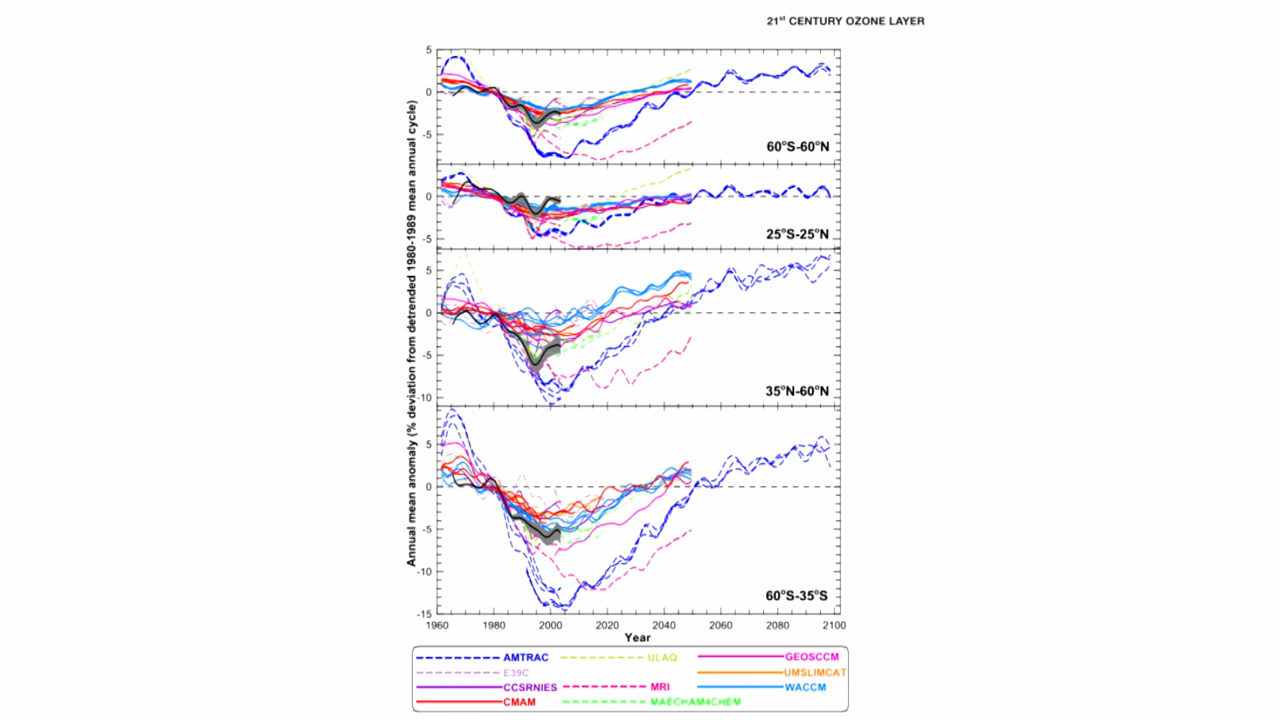 21st CENTURY OZONE LAYER
Annual mean anomaly (% deviation from detrended 1980-1989 mean annual cycle)
5
0
-5
60°S-60°N
0
-5
25°S-25°N
5
0
-5
-10
35°N-60°N
5
0
-5
-10
-15
60°S-35°S
1960 1980 2000 2020 2040 2060 2080 2100
Year
AMTRAC ULAQ GEOSCCM
E39C UMSLIMCAT
CCSRNIES MRI WACCM
CMAM MAECHAM4CHEM